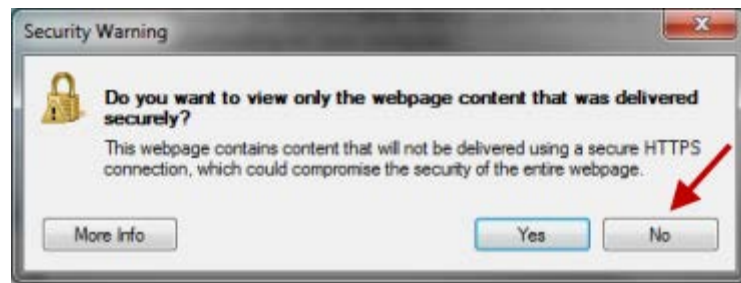 Security Warning
Do you want to view only the webpage content that was delivered
securely?
This webpage contains content that will not be delivered using a secure HTTPS
connection, which could compromise the security of the entire webpage.
More Info
Yes
No